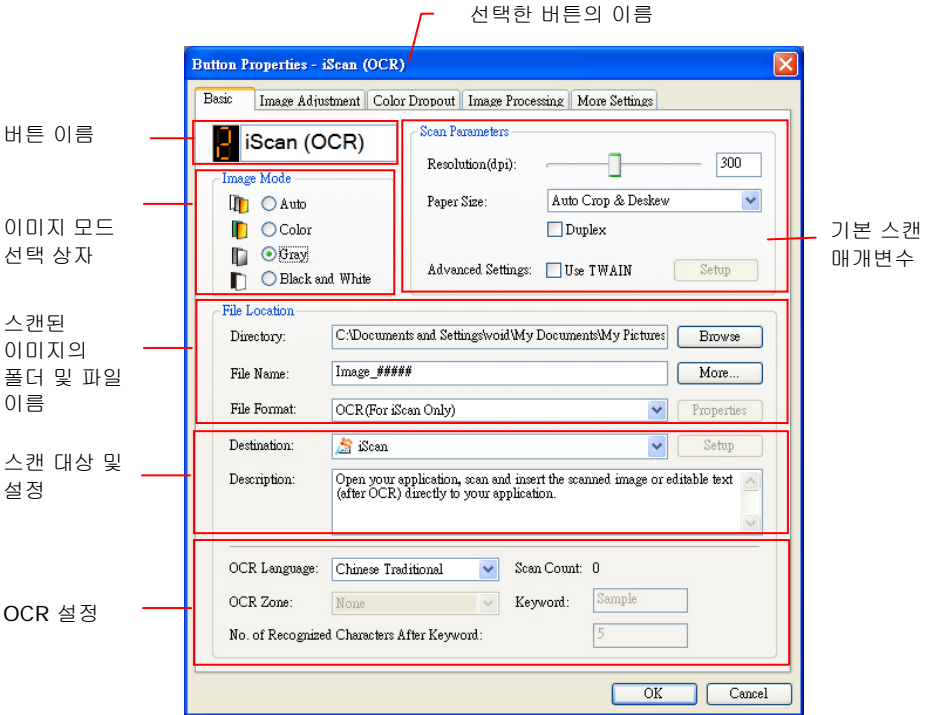 선택한 버튼의 이름
Button Properties - iScan (OCR)
Basic Image Adjustment Color Dropout Image Processing More Settings
버튼 이름
2 iScan (OCR)
이미지 모드
선택 상자
Image Mode
Auto
Color
Gray
Black and White
Scan Parameters
Resolution(dpi): 300
Paper Size: Auto Crop & Deskew
Duplex
Advanced Settings: Use TWAIN Setup
기본 스캔
매개변수
스캔된
이미지의
폴더 및 파일
이름
File Location
Directory: C:\Documents and Settings\void\My Documents\My Pictures Browse
File Name: Image_##### More...
File Format: OCR(For iScan Only) Properties
스캔 대상 및
설정
Destination: iScan Setup
Description: Open your application, scan and insert the scanned image or editable text
(after OCR) directly to your application.
OCR 설정
OCR Language: Chinese Traditional Scan Count: 0
OCR Zone: None Keyword: Sample
No. of Recognized Characters After Keyword: 5
OK Cancel